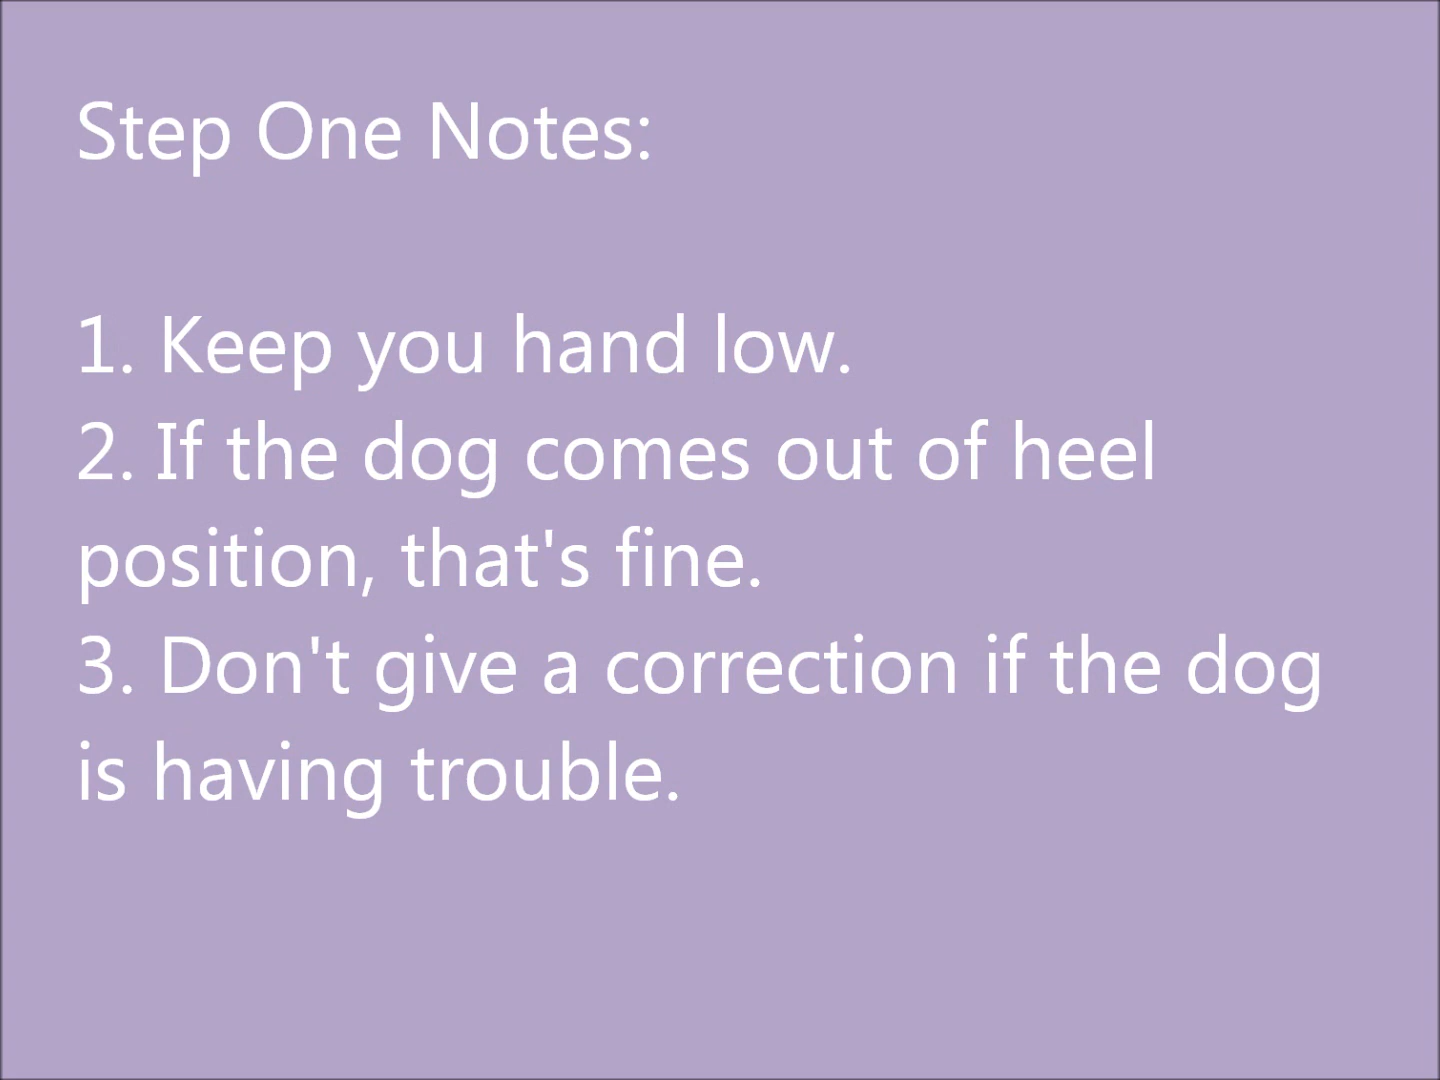 Step One Notes:
1. Keep you hand low.
2. If the dog comes out of heel
position, that's fine.
3. Don't give a correction if the dog
is having trouble.